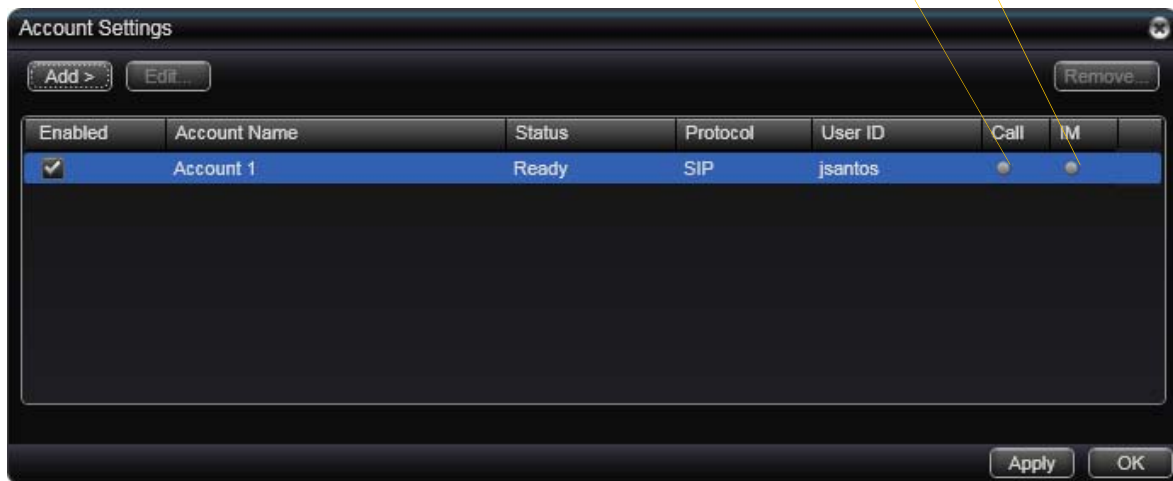 Account Settings
Add > Edit... Remove...
Enabled Account Name Status Protocol User ID Call IM
Account 1 Ready SIP jsantos
Apply OK